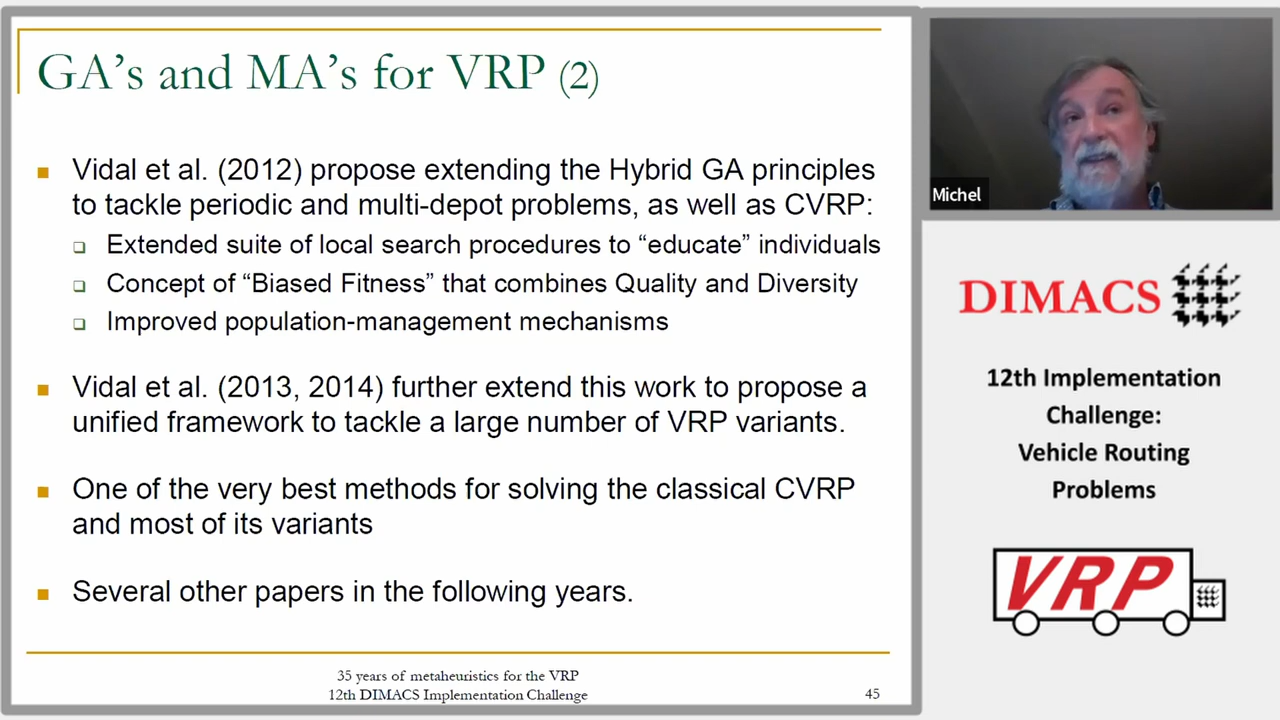 GA's and MA's for VRP (2)
Vidal et al. (2012) propose extending the Hybrid GA principles
to tackle periodic and multi-depot problems, as well as CVRP:
Extended suite of local search procedures to “educate” individuals
Concept of “Biased Fitness” that combines Quality and Diversity
Improved population-management mechanisms
Vidal et al. (2013, 2014) further extend this work to propose a
unified framework to tackle a large number of VRP variants.
One of the very best methods for solving the classical CVRP
and most of its variants
Several other papers in the following years.
35 years of metaheuristics for the VRP
12th DIMACS Implementation Challenge
45
Michel
DIMACS
12th Implementation
Challenge:
Vehicle Routing
Problems
VRP